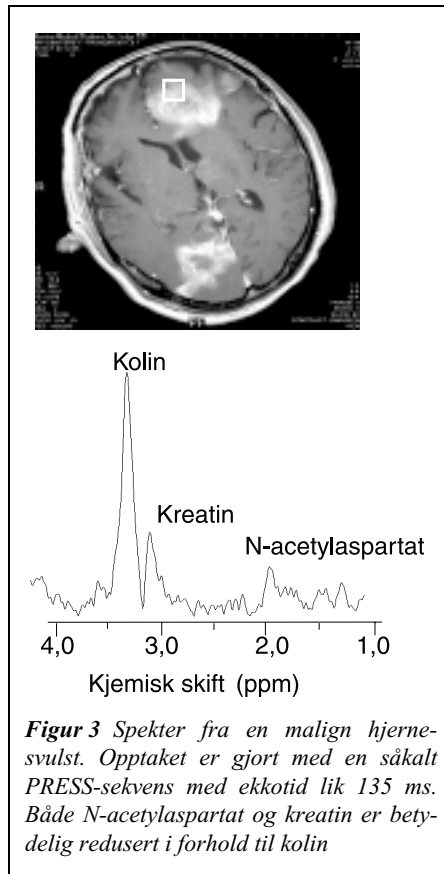 Kolin
Kreatin
N-acetylaspartat
4,0 3,0 2,0 1,0
Kjemisk skift (ppm)
Figur 3 Spekter fra en malign hjerne-
svulst. Opptaket er gjort med en såkalt
PRESS-sekvens med ekkotid lik 135 ms.
Både N-acetylaspartat og kreatin er bety-
delig redusert i forhold til kolin